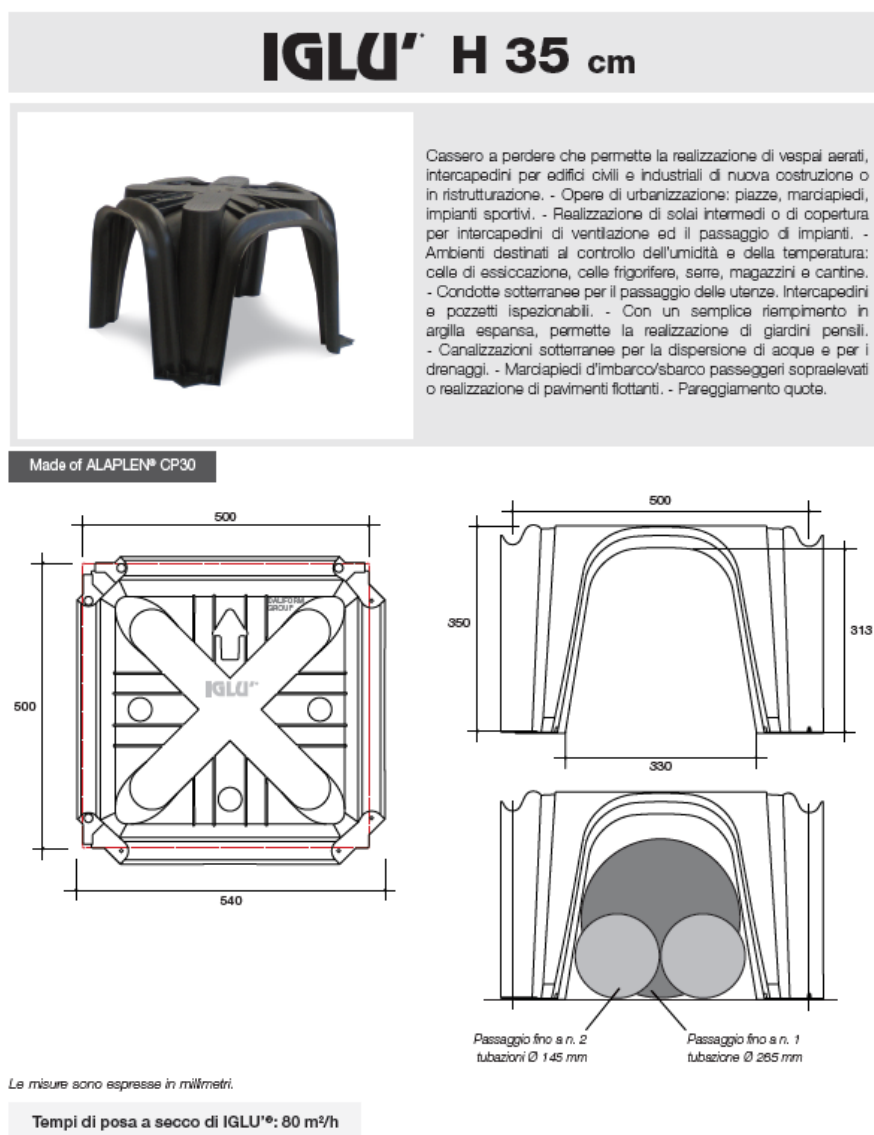 IGLU'® H 35 cm
Cassero a perdere che permette la realizzazione di vespai aerati,
intercapedini per edifici civili e industriali di nuova costruzione o
in ristrutturazione. - Opere di urbanizzazione: piazze, marciapiedi,
impianti sportivi. - Realizzazione di solai intermedi o di copertura
per intercapedini di ventilazione ed il passaggio di impianti. -
Ambienti destinati al controllo dell'umidità e della temperatura:
celle di essiccazione, celle frigorifere, serre, magazzini e cantine.
- Condotte sotterranee per il passaggio delle utenze. Intercapedini
e pozzetti ispezionabili. - Con un semplice riempimento in
argilla espansa, permette la realizzazione di giardini pensili.
- Canalizzazioni sotterranee per la dispersione di acque e per i
drenaggi. - Marciapiedi d'imbarco/sbarco passeggeri sopraelevati
o realizzazione di pavimenti flottanti. - Pareggiamento quote.
Made of ALAPLEN® CP30
500
500
DALIFORM
GROUP
IGLU'®
540
500
350
313
330
Passaggio fino a n. 2
tubazioni Ø 145 mm
Passaggio fino a n. 1
tubazione Ø 265 mm
Le misure sono espresse in millimetri.
Tempi di posa a secco di IGLU'®: 80 m²/h